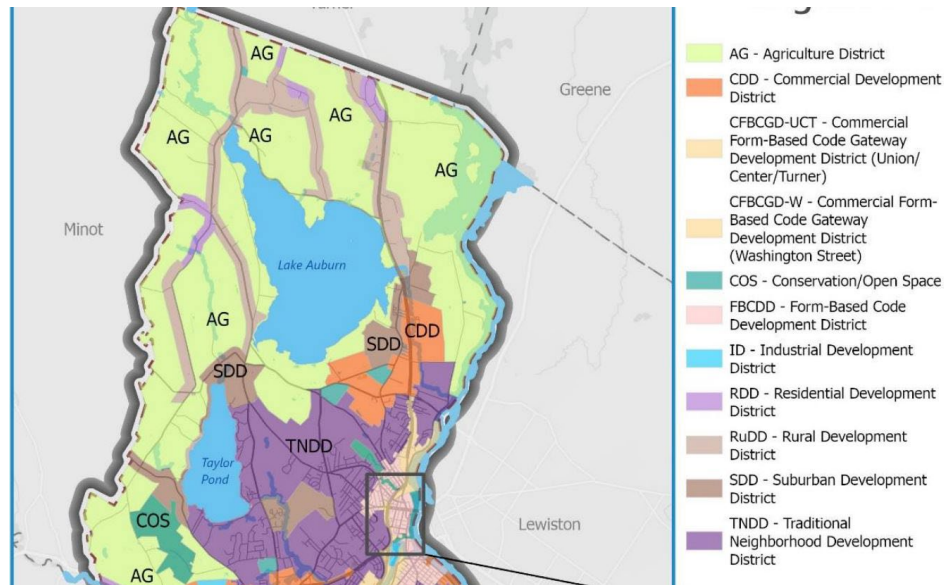 AG
AG
AG
AG
AG
Greene
Minot
Lake Auburn
AG
SDD
CDD
SDD
TNDD
Taylor
Pond
COS
Lewiston
AG
AG - Agriculture District
CDD - Commercial Development
District
CFBCGD-UCT - Commercial
Form-Based Code Gateway
Development District (Union/
Center/Turner)
CFBCGD-W - Commercial Form-
Based Code Gateway
Development District
(Washington Street)
COS - Conservation/Open Space
FBCDD - Form-Based Code
Development District
ID - Industrial Development
District
RDD - Residential Development
District
RuDD - Rural Development
District
SDD - Suburban Development
District
TNDD - Traditional
Neighborhood Development
District